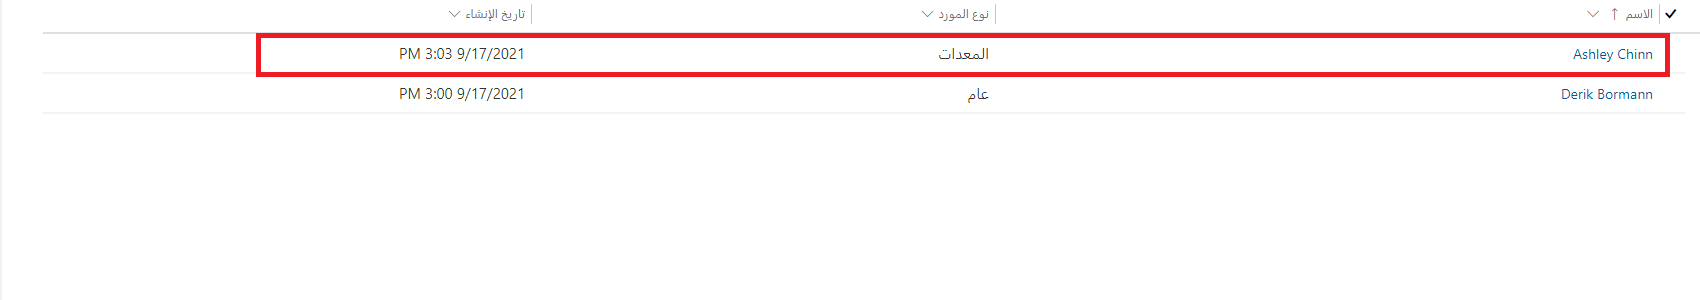 الاسم نوع المورد تاريخ الإنشاء
Ashley Chinn المعدات 9/17/2021 3:03 PM
Derik Bormann عام 9/17/2021 3:00 PM